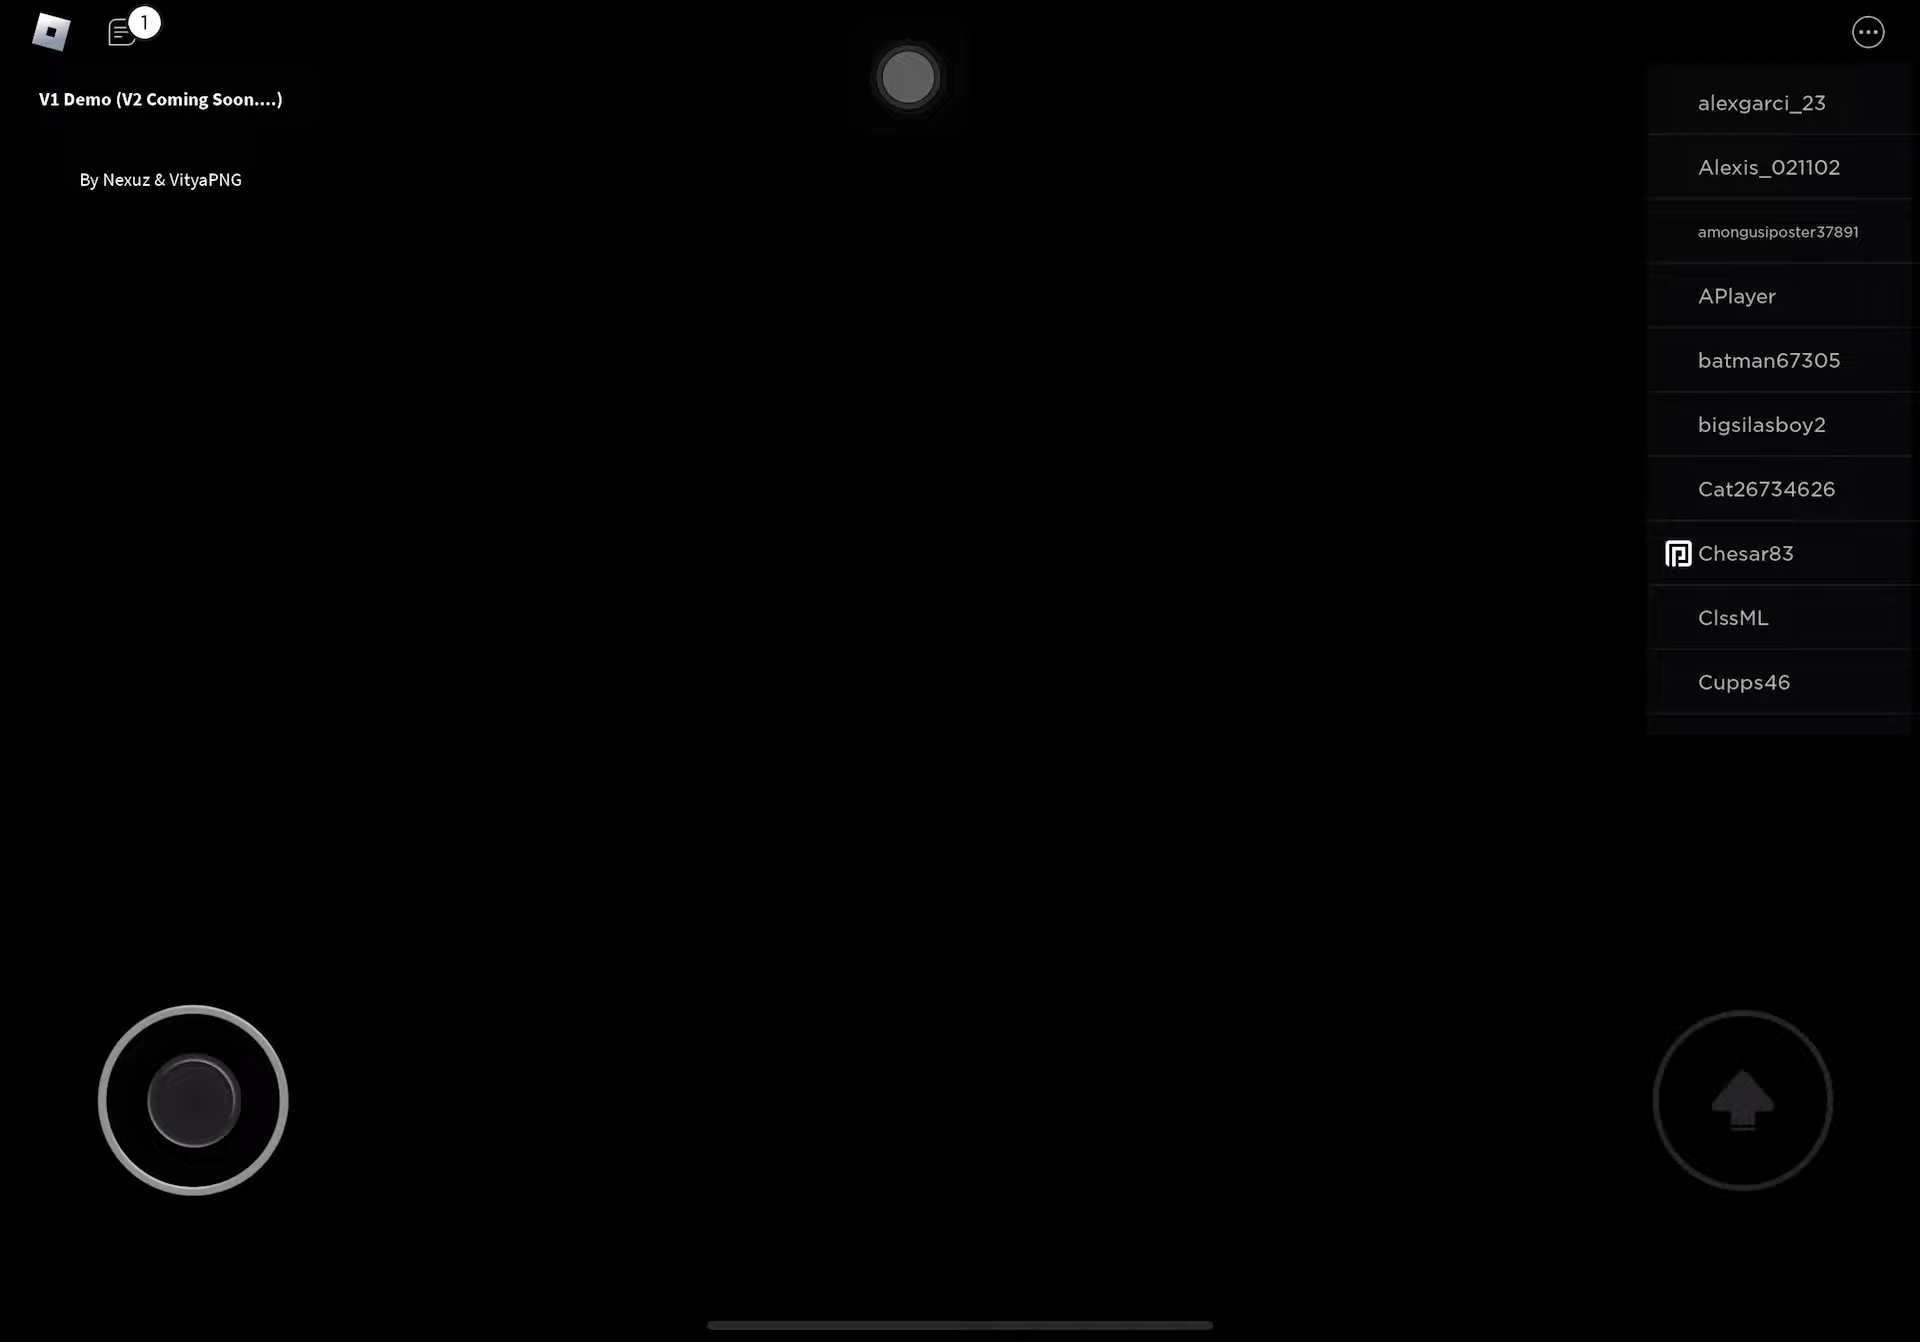 1
V1 Demo (V2 Coming Soon....)
By Nexuz & VityaPNG
alexgarci_23
Alexis_021102
amongusiposter37891
APlayer
batman67305
bigsilasboy2
Cat26734626
Chesar83
ClssML
Cupps46